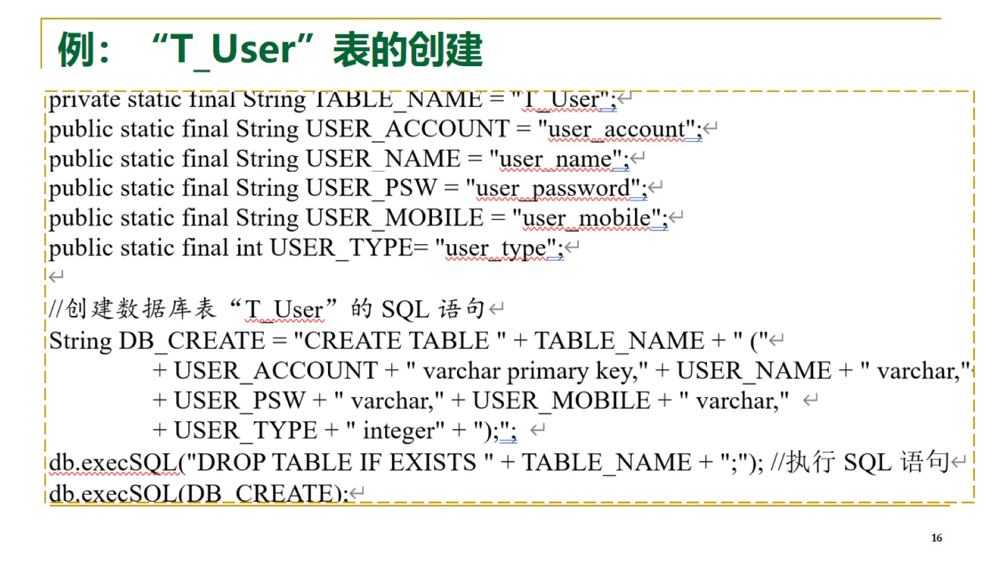 例：“T_User”表的创建
private static final String TABLE_NAME = "T_User";↵
public static final String USER_ACCOUNT = "user_account";↵
public static final String USER_NAME = "user_name";↵
public static final String USER_PSW = "user_password";↵
public static final String USER_MOBILE = "user_mobile";↵
public static final int USER_TYPE= "user_type";↵
↵
//创建数据库表“T_User”的 SQL 语句↵
String DB_CREATE = "CREATE TABLE " + TABLE_NAME + " ("↵
+ USER_ACCOUNT + " varchar primary key," + USER_NAME + " varchar,"
+ USER_PSW + " varchar," + USER_MOBILE + " varchar," ↵
+ USER_TYPE + " integer" + ");"; ↵
db.execSQL("DROP TABLE IF EXISTS " + TABLE_NAME + ";"); //执行 SQL 语句↵
db.execSQL(DB_CREATE);↵
16